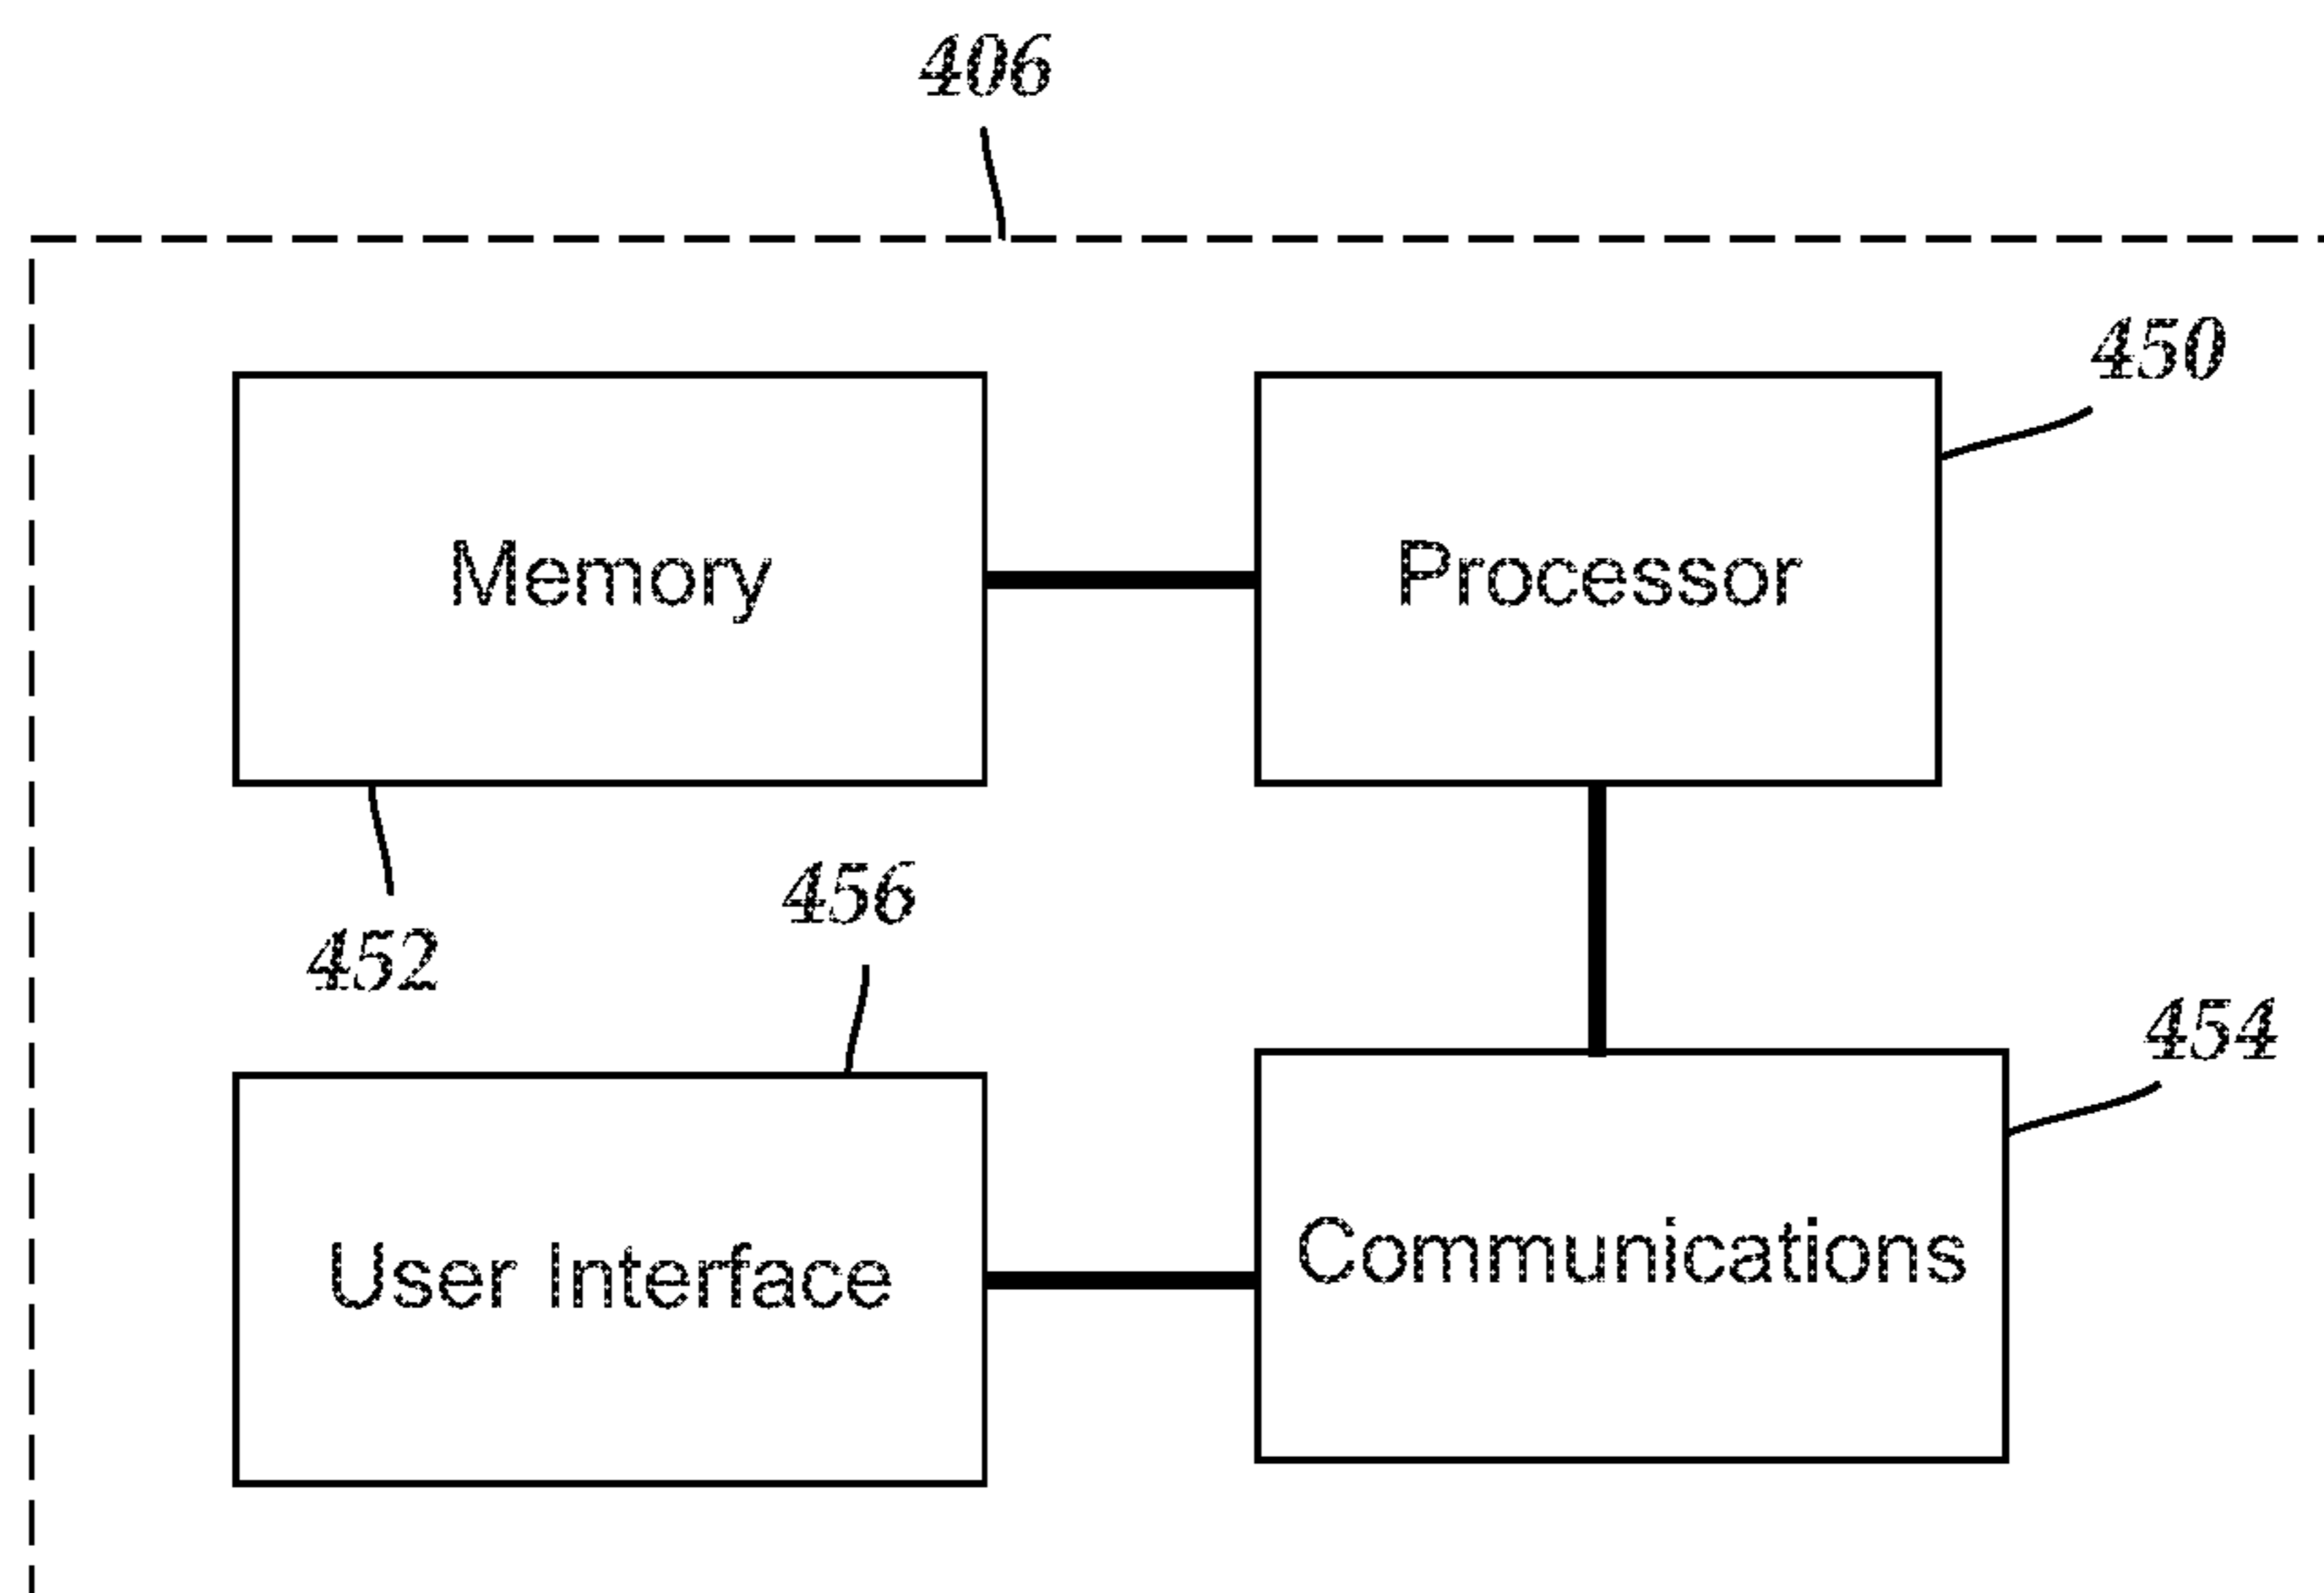 406
450
Memory
Processor
456
452
454
User Interface
Communications